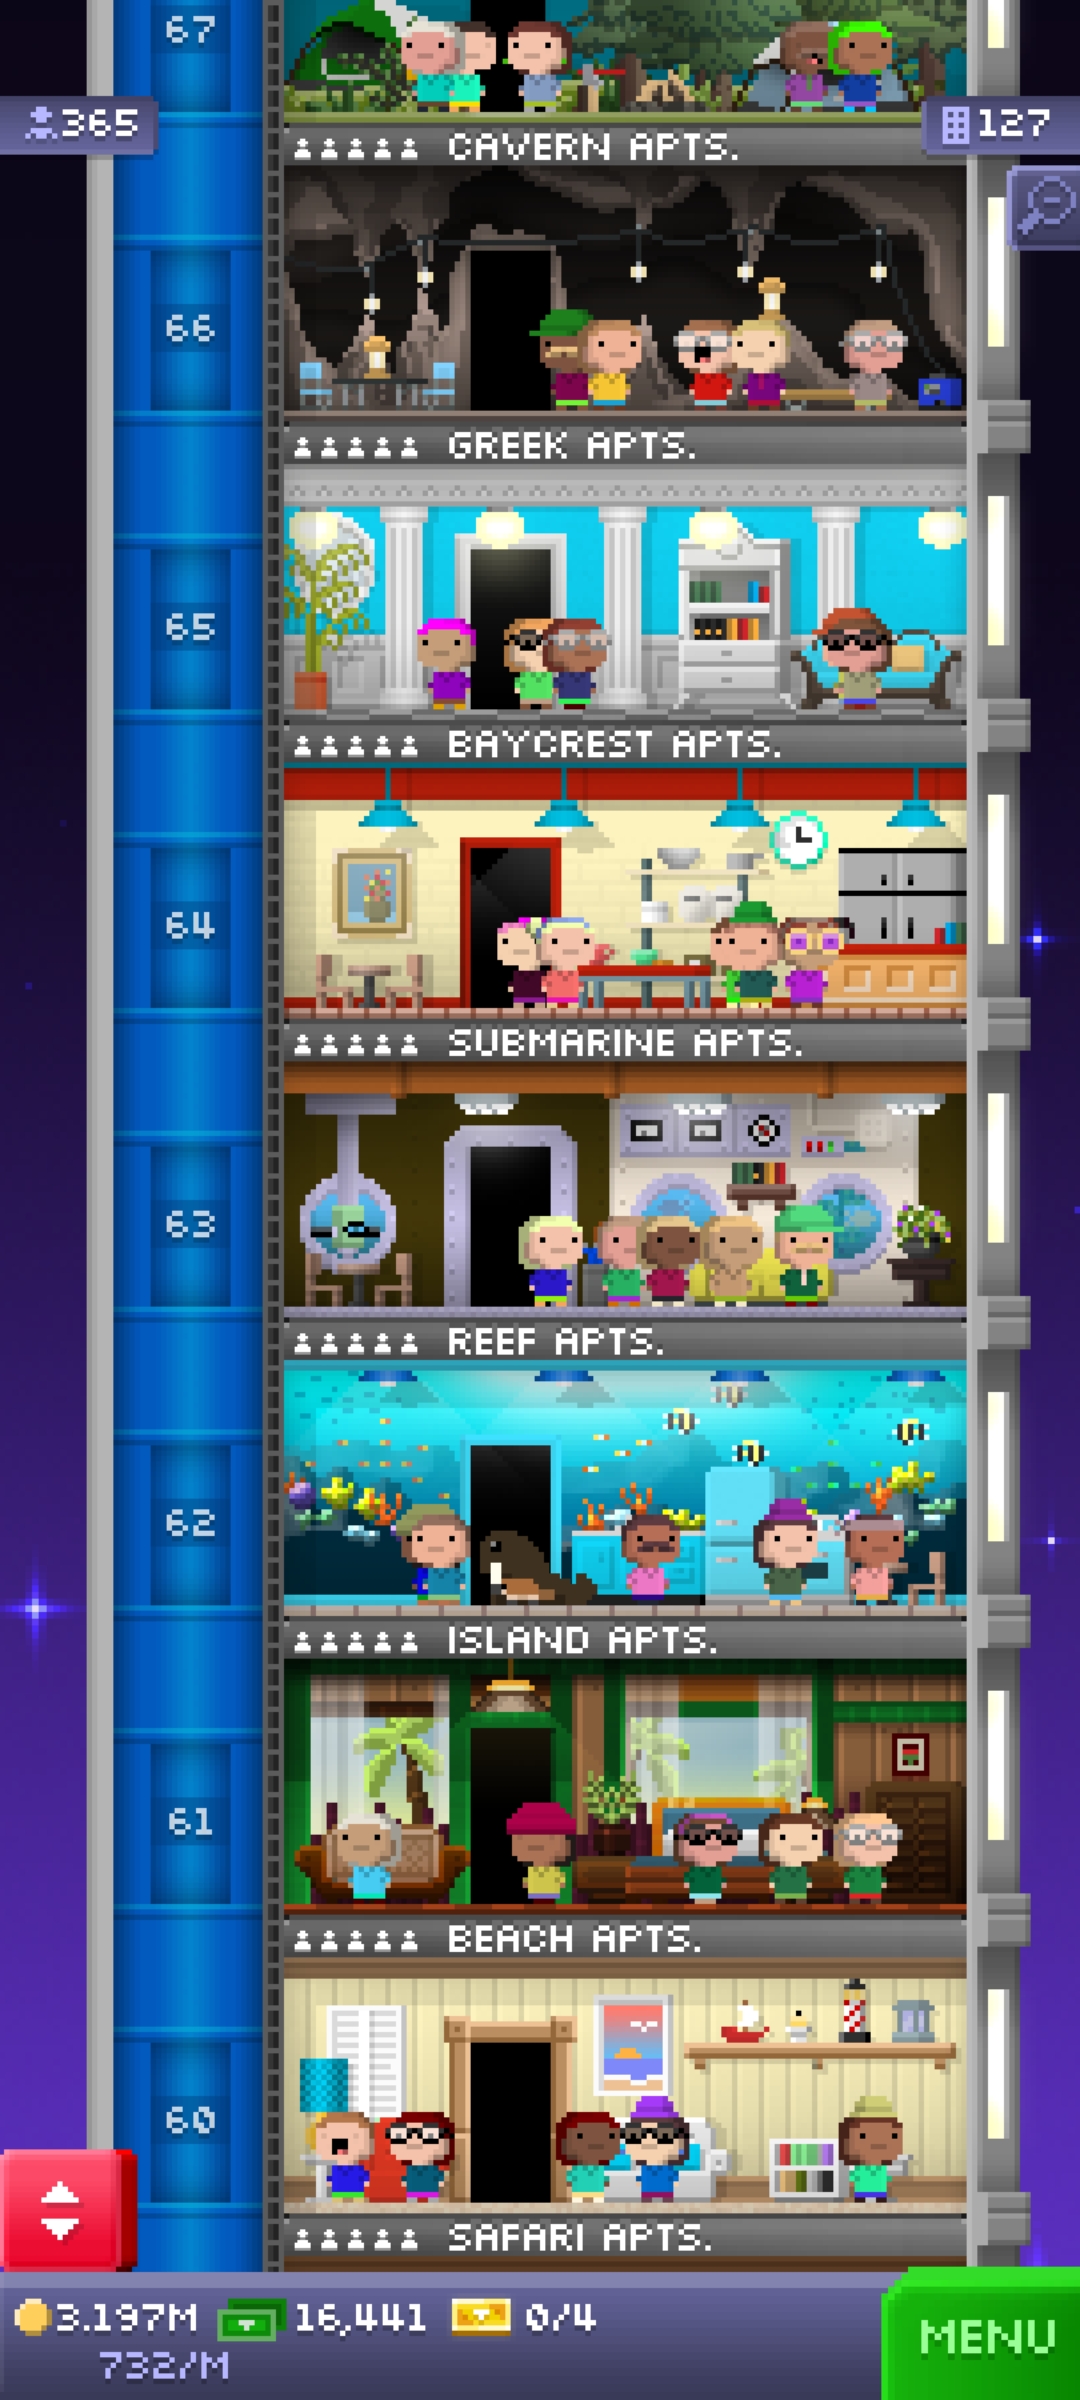 67
365
127
CAVERN APTS.
66
GREEK APTS.
65
BAYCREST APTS.
64
SUBMARINE APTS.
63
REEF APTS.
62
ISLAND APTS.
61
BEACH APTS.
60
SAFARI APTS.
3.197M 16,441 0/4
732/M
MENU